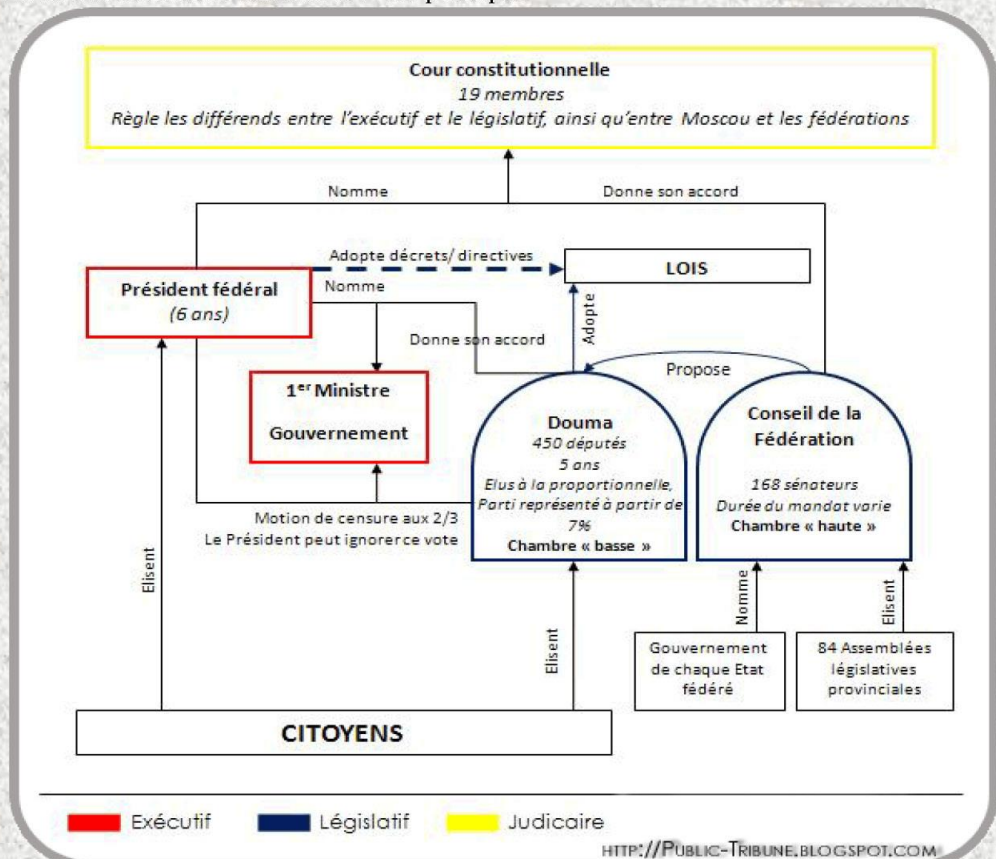 Cour constitutionnelle
19 membres
Règle les différends entre l'exécutif et le législatif, ainsi qu'entre Moscou et les fédérations
Nomme
Donne son accord
Adopte décrets/ directives
LOIS
Président fédéral
(6 ans)
Nomme
Donne son accord
Adopte
Propose
1er Ministre
Gouvernement
Douma
450 députés
5 ans
Elus à la proportionnelle,
Parti représenté à partir de
7%
Chambre « basse »
Conseil de la
Fédération
168 sénateurs
Durée du mandat varie
Chambre « haute »
Motion de censure aux 2/3
Le Président peut ignorer ce vote
Elisent
Elisent
Nomme
Elisent
Gouvernement
de chaque Etat
fédéré
84 Assemblées
législatives
provinciales
CITOYENS
Exécutif
Législatif
Judicaire
HTTP://PUBLIC-TRIBUNE.BLOGSPOT.COM